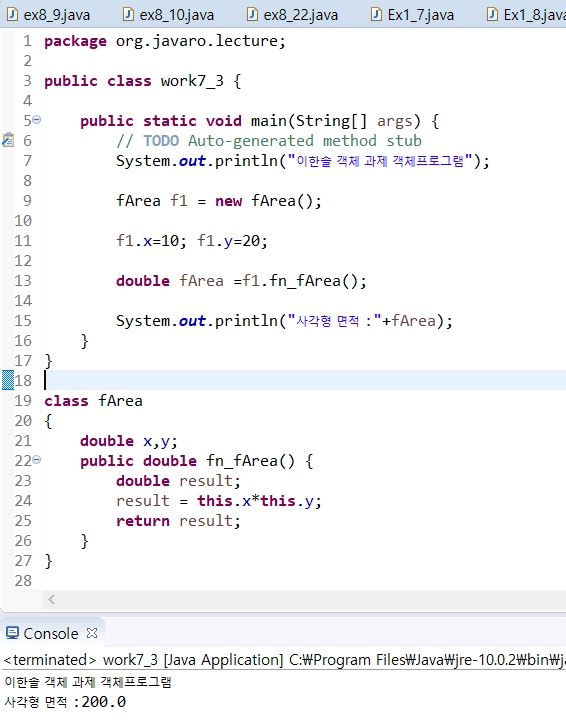 ex8_9.java ex8_10.java ex8_22.java Ex1_7.java Ex1_8.java
1 package org.javaro.lecture;
2
3 public class work7_3 {
4
5 public static void main(String[] args) {
6 // TODO Auto-generated method stub
7 System.out.println("이한솔 객체 과제 객체프로그램");
8
9 fArea f1 = new fArea();
10
11 f1.x=10; f1.y=20;
12
13 double fArea =f1.fn_fArea();
14
15 System.out.println("사각형 면적 :"+fArea);
16 }
17 }
18
19 class fArea
20 {
21 double x,y;
22 public double fn_fArea() {
23 double result;
24 result = this.x*this.y;
25 return result;
26 }
27 }
28
Console
<terminated> work7_3 [Java Application] C:₩Program Files₩Java₩jre-10.0.2₩bin₩
이한솔 객체 과제 객체프로그램
사각형 면적 :200.0